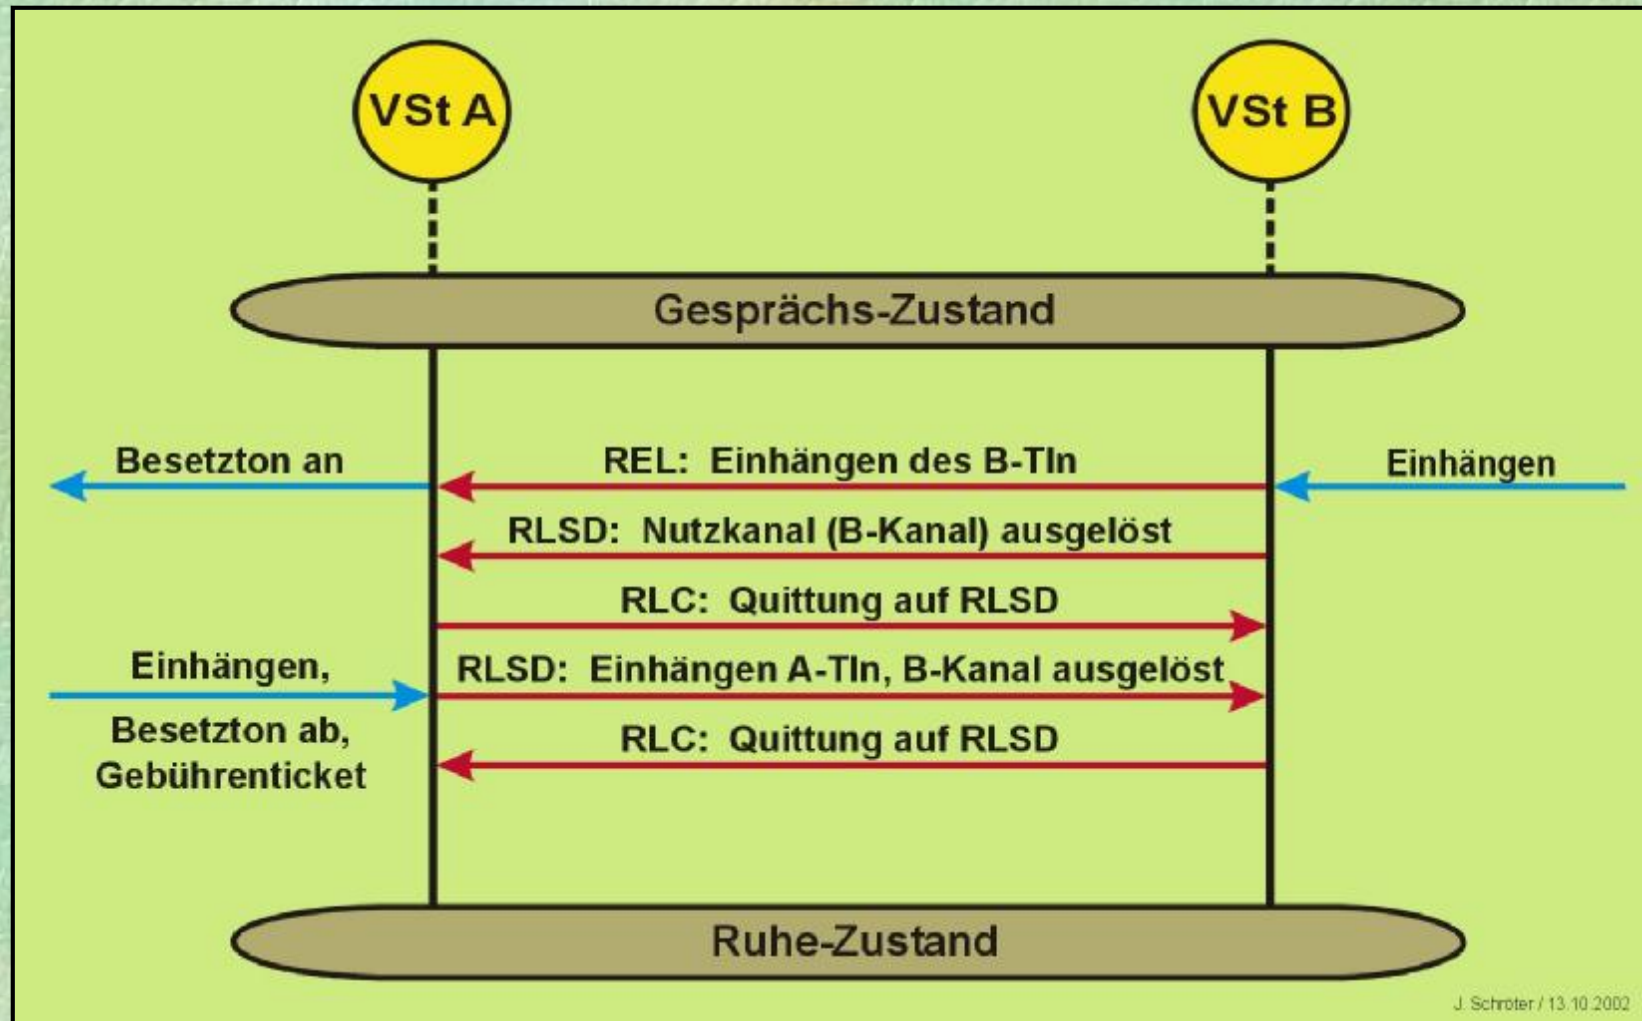 VSt A
VSt B
Gesprächs-Zustand
Besetzton an
REL: Einhängen des B-Tln
Einhängen
RLSD: Nutzkanal (B-Kanal) ausgelöst
RLC: Quittung auf RLSD
Einhängen,
RLSD: Einhängen A-Tln, B-Kanal ausgelöst
Besetzton ab,
Gebührenticket
RLC: Quittung auf RLSD
Ruhe-Zustand
J. Schröter / 13.10.2002